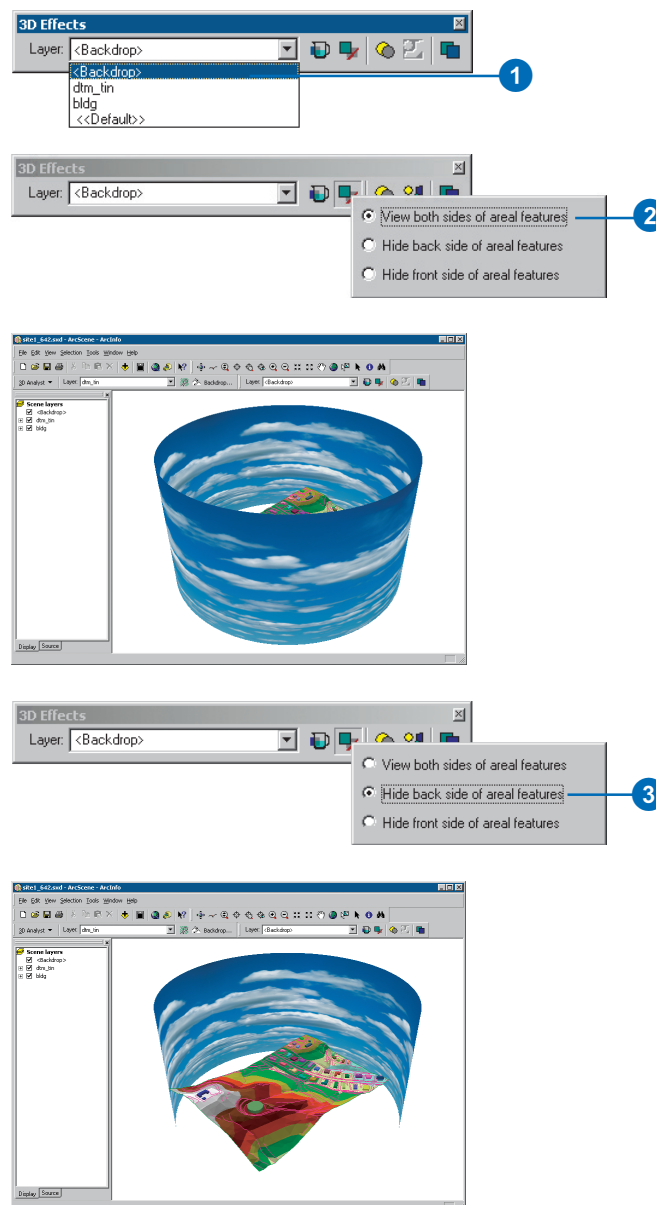 3D Effects
Layer: <Backdrop>
<Backdrop>
dtm_tin
bldg
<<Default>>
1
3D Effects
Layer: <Backdrop>
View both sides of areal features
2
Hide back side of areal features
Hide front side of areal features
site1_642.sxd - ArcScene - ArcInfo
File Edit View Selection Tools Window Help
3D Analyst Layer: dtm_tin Backdrop... Layer: <Backdrop>
Scene layers
<Backdrop>
dtm_tin
bldg
Display Source
3D Effects
Layer: <Backdrop>
View both sides of areal features
Hide back side of areal features
3
Hide front side of areal features
site1_642.sxd - ArcScene - ArcInfo
File Edit View Selection Tools Window Help
3D Analyst Layer: dtm_tin Backdrop... Layer: <Backdrop>
Scene layers
<Backdrop>
dtm_tin
bldg
Display Source